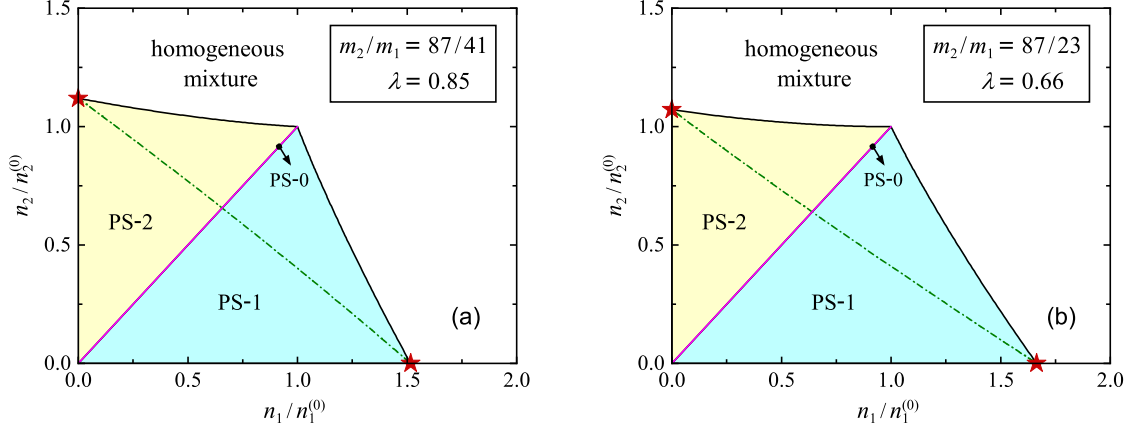 1.5
1.0
0.5
0.0
n₂/n₂⁽⁰⁾
homogeneous
mixture
m₂/m₁ = 87/41
λ = 0.85
PS-0
PS-2
PS-1
(a)
0.0 0.5 1.0 1.5 2.0
n₁/n₁⁽⁰⁾
1.5
1.0
0.5
0.0
n₂/n₂⁽⁰⁾
homogeneous
mixture
m₂/m₁ = 87/23
λ = 0.66
PS-0
PS-2
PS-1
(b)
0.0 0.5 1.0 1.5 2.0
n₁/n₁⁽⁰⁾